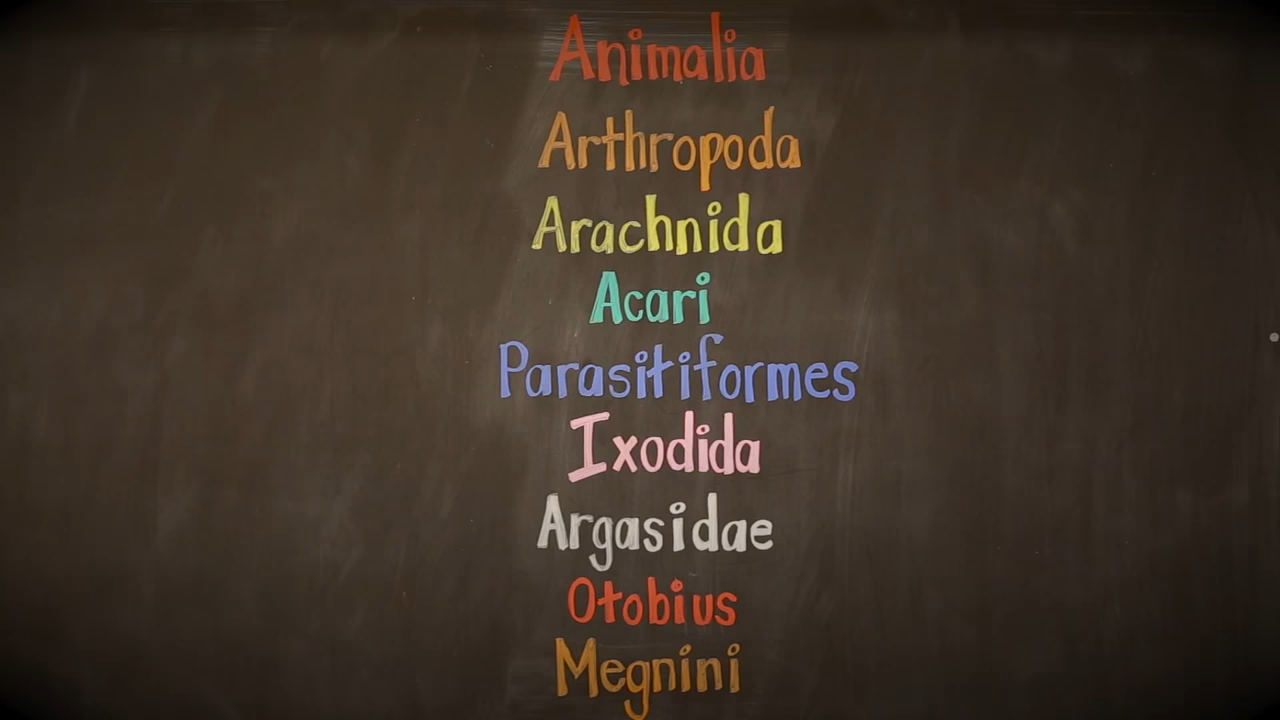 Animalia
Arthropoda
Arachnida
Acari
Parasitiformes
Ixodida
Argasidae
Otobius
Megnini